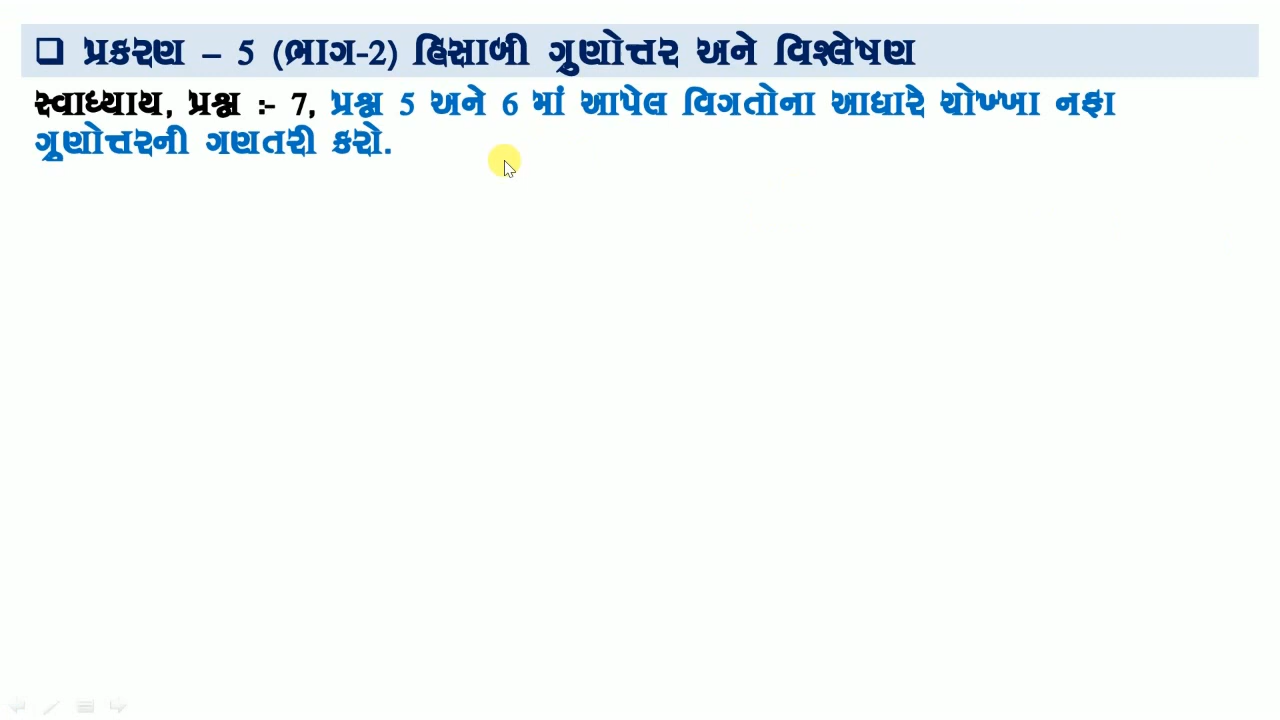 ❑ પ્રકરણ – 5 (ભાગ-2) હિસાબી ગુણોત્તર અને વિશ્લેષણ
સ્વાધ્યાય, પ્રશ્ન :- 7, પ્રશ્ન 5 અને 6 માં આપેલ વિગતોના આધારે ચોખ્ખા નફા
ગુણોત્તરની ગણતરી કરો.